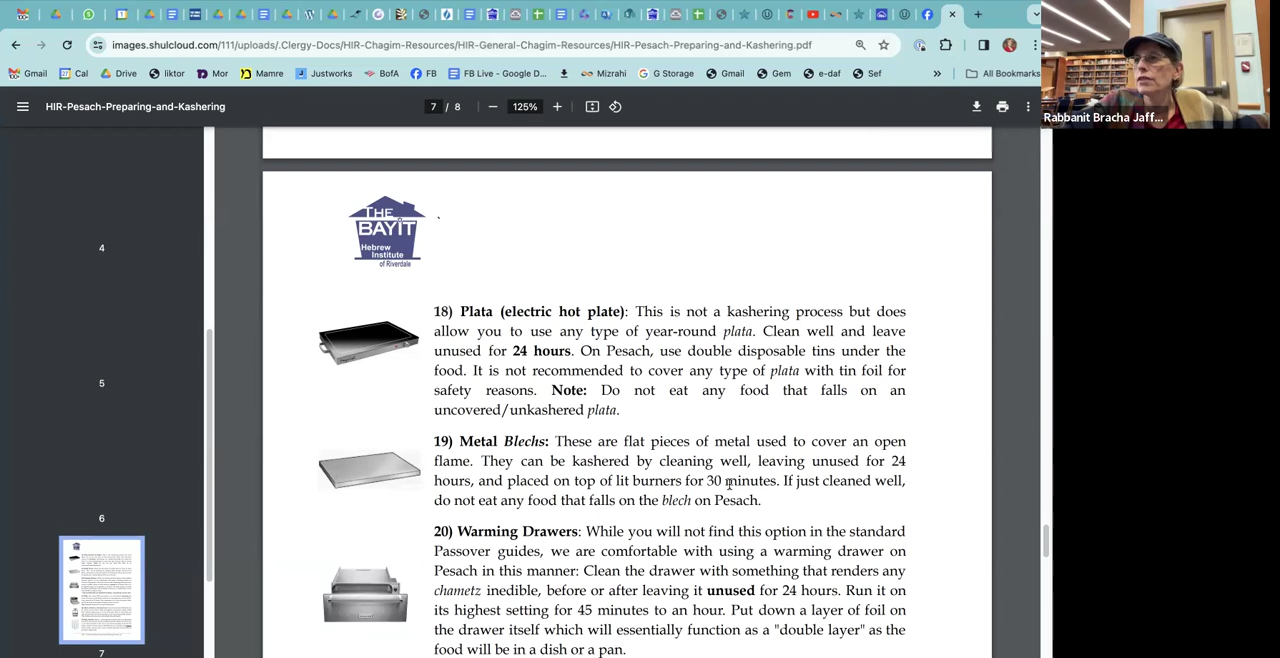 images.shulcloud.com/111/uploads/.Clergy-Docs/HIR-Chagim-Resources/HIR-General-Chagim-Resources/HIR-Pesach-Preparing-and-Kashering.pdf
Gmail Cal Drive liktor Mor Mamre Justworks BofA FB FB Live - Google D... Mizrahi G Storage Gmail Gem e-daf Sef » All Bookmarks
HIR-Pesach-Preparing-and-Kashering 7 / 8 — 125% +
Rabbanit Bracha Jaff...
4
5
6
7
THE
BAYIT
Hebrew
Institute
of Riverdale
18) Plata (electric hot plate): This is not a kashering process but does
allow you to use any type of year-round plata. Clean well and leave
unused for 24 hours. On Pesach, use double disposable tins under the
food. It is not recommended to cover any type of plata with tin foil for
safety reasons. Note: Do not eat any food that falls on an
uncovered/unkashered plata.
19) Metal Blechs: These are flat pieces of metal used to cover an open
flame. They can be kashered by cleaning well, leaving unused for 24
hours, and placed on top of lit burners for 30 minutes. If just cleaned well,
do not eat any food that falls on the blech on Pesach.
20) Warming Drawers: While you will not find this option in the standard
Passover guides, we are comfortable with using a warming drawer on
Pesach in this manner: Clean the drawer with something that renders any
chametz inedible, before or after leaving it unused for 24 hours. Run it on
its highest setting for 45 minutes to an hour. Put down a layer of foil on
the drawer itself which will essentially function as a "double layer" as the
food will be in a dish or a pan.